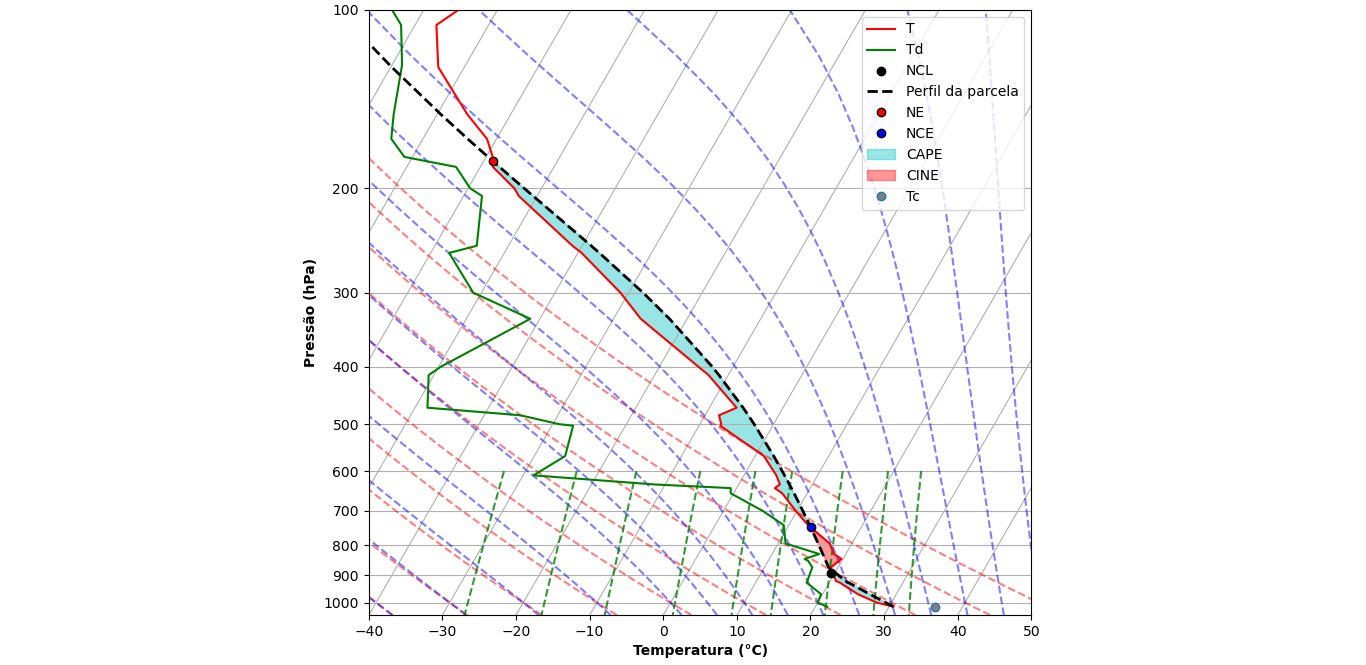 100
200
300
400
500
600
700
800
900
1000
Pressão (hPa)
−40
−30
−20
−10
0
10
20
30
40
50
Temperatura (°C)
T
Td
NCL
Perfil da parcela
NE
NCE
CAPE
CINE
Tc